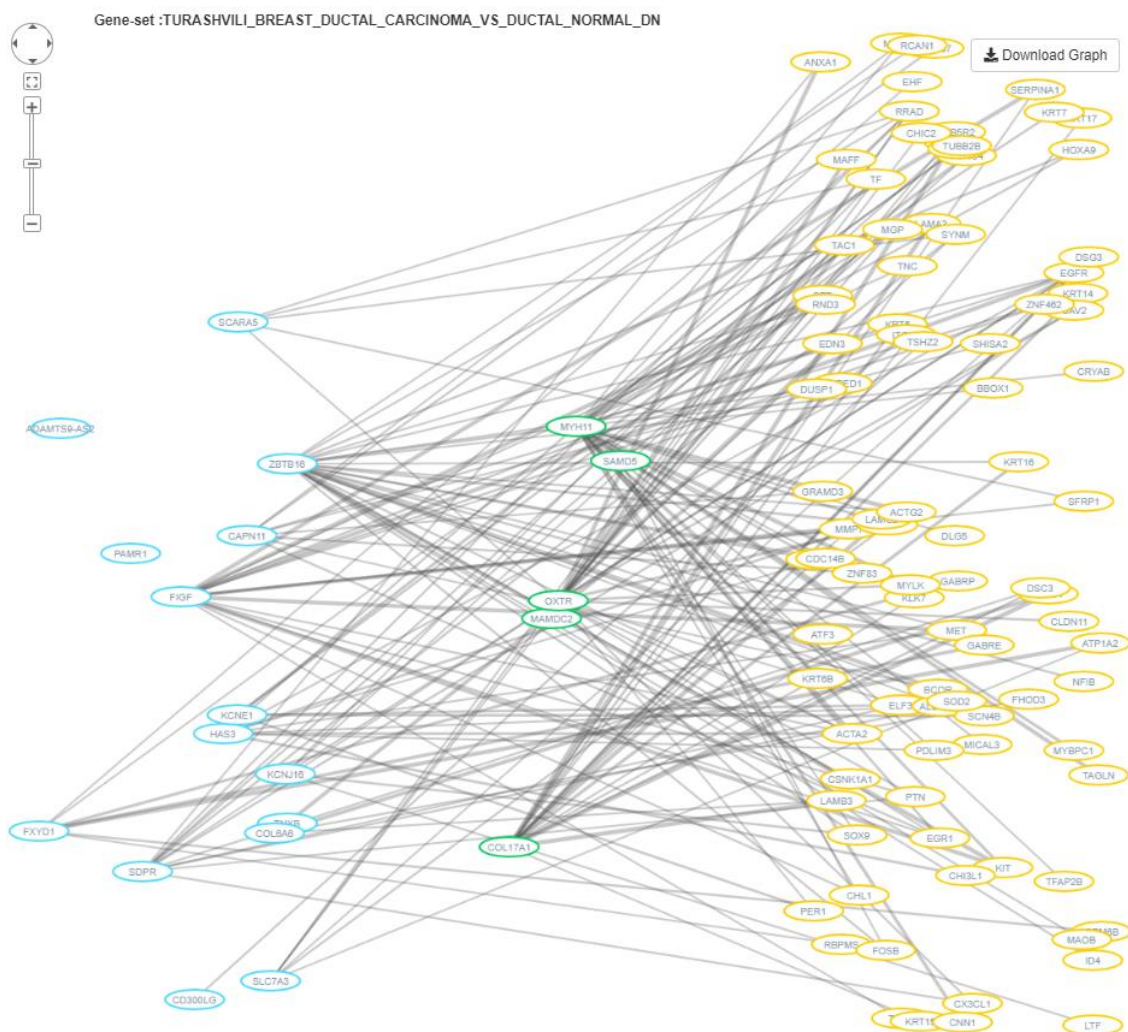 Gene-set :TURASHVILI_BREAST_DUCTAL_CARCINOMA_VS_DUCTAL_NORMAL_DN
Download Graph
RCAN1
ANXA1
EHF
SERPINA1
RRAD
KRT7
CHIC2
TUBB2B
HOXA9
MAFF
TF
MGP
SYNM
TAC1
DSG3
TNC
EGFR
KRT14
RND3
ZNF462
SCARA5
EDN3
TSHZ2
SHISA2
CRYAB
DUSP1
BBOX1
ADAMTS9-AS2
MYH11
ZBTB16
SAMD5
KRT16
GRAMD3
SFRP1
ACTG2
CAPN11
DLG5
PAMR1
CDC14B
ZNF83
GABRP
MYLK
DSC3
FIGF
OXTR
KLK7
MAMDC2
CLDN11
ATF3
MET
GABRE
ATP1A2
KRT6B
NFIB
SOD2
FHOD3
ELF3
KCNE1
SCN4B
HAS3
ACTA2
MICAL3
PDLIM3
MYBPC1
KCNJ16
CSNK1A1
TAGLN
LAMB3
PTN
FXYD1
COL6A6
SOX9
EGR1
COL17A1
SDPR
CHI3L1
KIT
TFAP2B
CHL1
PER1
MAOB
RBPMS
FOSB
ID4
SLC7A3
CD300LG
CX3CL1
CNN1
LTF